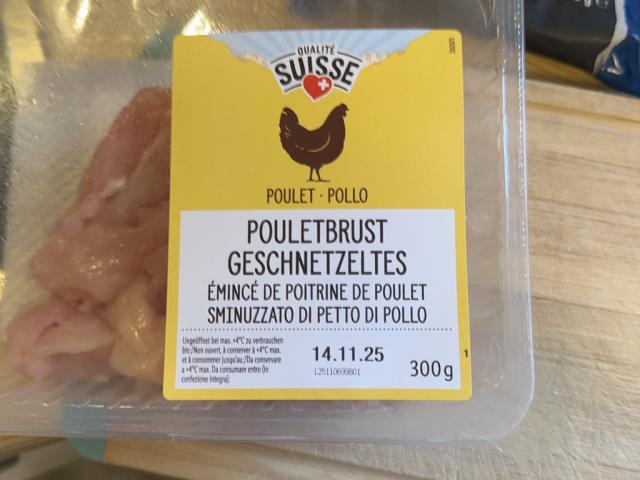 QUALITÉ
SUISSE
POULET · POLLO
POULETBRUST
GESCHNETZELTES
ÉMINCÉ DE POITRINE DE POULET
SMINUZZATO DI PETTO DI POLLO
Ungeöffnet bei max. +4°C zu verbrauchen
bis:/Non ouvert, à conserver à +4°C max.
et à consommer jusqu'au:/Da conservare
a +4°C max. Da consumare entro (in
confezione integra):
14.11.25
L25110699801
300g
1